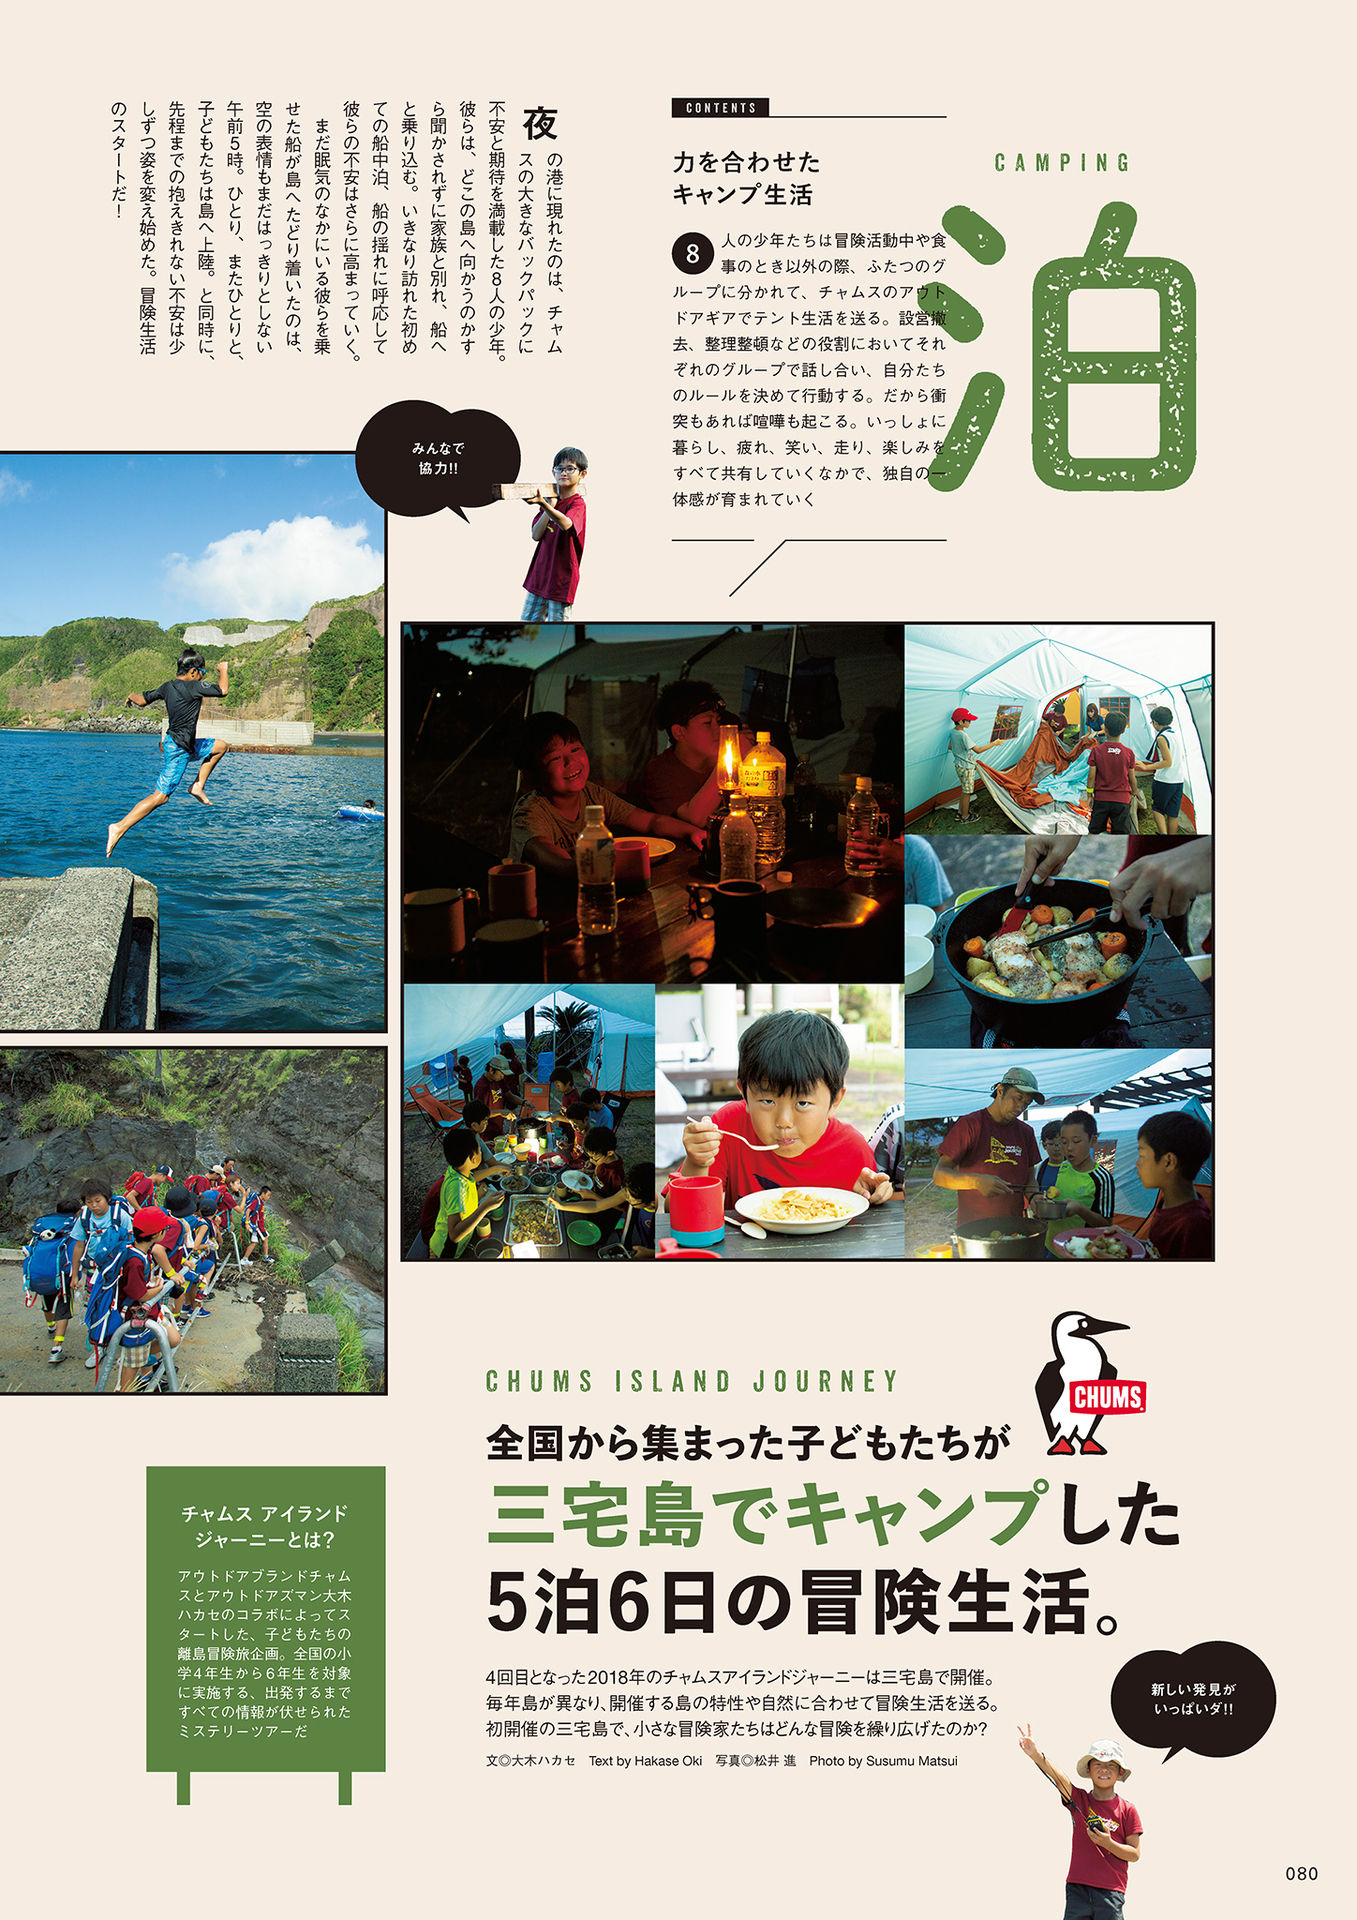 CONTENTS
力を合わせた
キャンプ生活
8人の少年たちは冒険活動中や食
事のとき以外の際、ふたつのグ
ループに分かれて、チャムスのアウト
ドアギアでテント生活を送る。設営撤
去、整理整頓などの役割においてそれ
ぞれのグループで話し合い、自分たち
のルールを決めて行動する。だから衝
突もあれば喧嘩も起こる。いっしょに
暮らし、疲れ、笑い、走り、楽しみを
すべて共有していくなかで、独自の一
体感が育まれていく
CAMPING
泊
夜の港に現れたのは、チャム
スの大きなバックパックに
不安と期待を満載した8人の少年。
彼らは、どこの島へ向かうのかす
ら聞かされずに家族と別れ、船へ
と乗り込む。いきなり訪れた初め
ての船中泊、船の揺れに呼応して
彼らの不安はさらに高まっていく。
まだ眠気のなかにいる彼らを乗
せた船が島へたどり着いたのは、
空の表情もまだはっきりとしない
午前5時。ひとり、またひとりと、
子どもたちは島へ上陸。と同時に、
先程までの抱えきれない不安は少
しずつ姿を変え始めた。冒険生活
のスタートだ！
みんなで
協力!!
CHUMS ISLAND JOURNEY
CHUMS
全国から集まった子どもたちが
三宅島でキャンプした
5泊6日の冒険生活。
4回目となった2018年のチャムスアイランドジャーニーは三宅島で開催。
毎年島が異なり、開催する島の特性や自然に合わせて冒険生活を送る。
初開催の三宅島で、小さな冒険家たちはどんな冒険を繰り広げたのか?
文◎大木ハカセ Text by Hakase Oki 写真◎松井 進 Photo by Susumu Matsui
チャムス アイランド
ジャーニーとは?
アウトドアブランドチャム
スとアウトドアズマン大木
ハカセのコラボによってス
タートした、子どもたちの
離島冒険旅企画。全国の小
学4年生から6年生を対象
に実施する、出発するまで
すべての情報が伏せられた
ミステリーツアーだ
新しい発見が
いっぱいダ!!
080